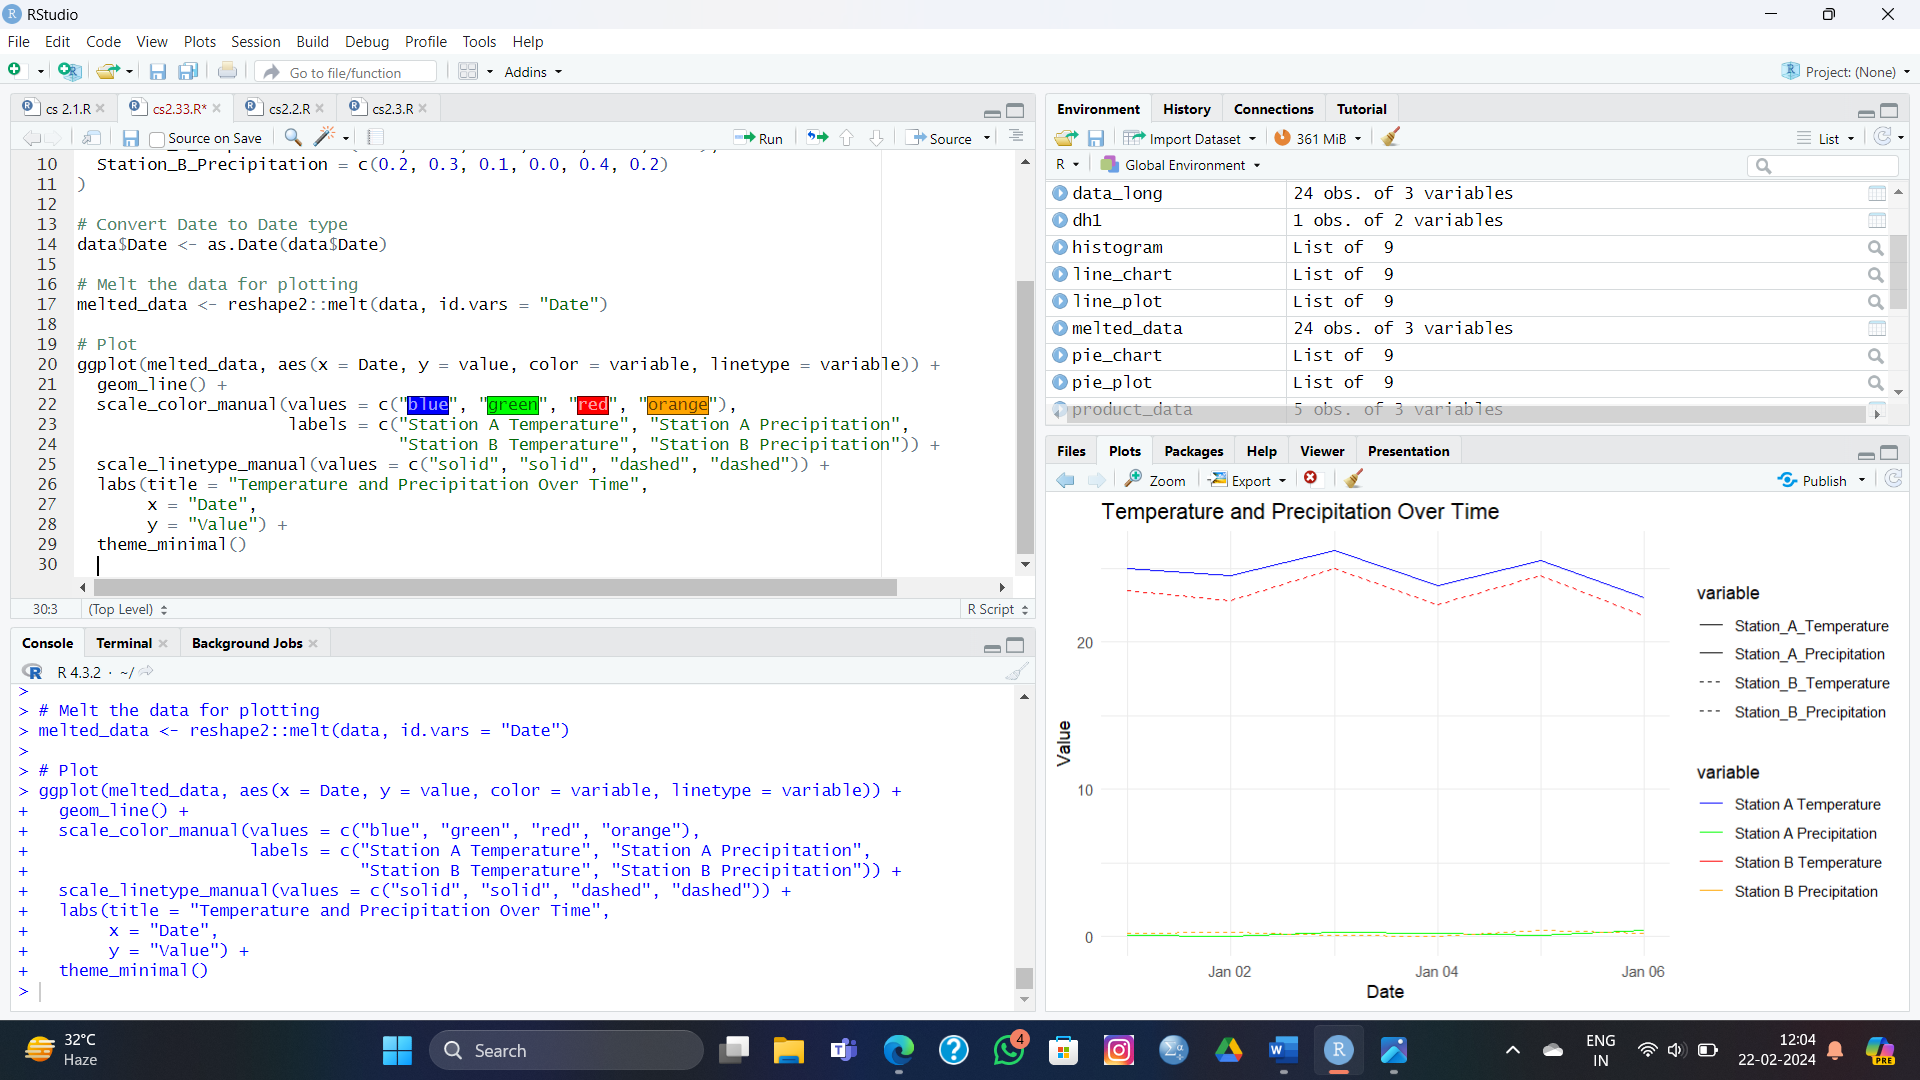 RStudio
File Edit Code View Plots Session Build Debug Profile Tools Help
Go to file/function Addins Project: (None)
cs 2.1.R cs2.33.R* cs2.2.R cs2.3.R
Source on Save Run Source
10 Station_B_Precipitation = c(0.2, 0.3, 0.1, 0.0, 0.4, 0.2)
11 )
12
13 # Convert Date to Date type
14 data$Date <- as.Date(data$Date)
15
16 # Melt the data for plotting
17 melted_data <- reshape2::melt(data, id.vars = "Date")
18
19 # Plot
20 ggplot(melted_data, aes(x = Date, y = value, color = variable, linetype = variable)) +
21 geom_line() +
22 scale_color_manual(values = c("blue", "green", "red", "orange"),
23 labels = c("Station A Temperature", "Station A Precipitation",
24 "Station B Temperature", "Station B Precipitation")) +
25 scale_linetype_manual(values = c("solid", "solid", "dashed", "dashed")) +
26 labs(title = "Temperature and Precipitation Over Time",
27 x = "Date",
28 y = "Value") +
29 theme_minimal()
30
30:3 (Top Level) R Script
Console Terminal Background Jobs
R 4.3.2 · ~/
>
> # Melt the data for plotting
> melted_data <- reshape2::melt(data, id.vars = "Date")
>
> # Plot
> ggplot(melted_data, aes(x = Date, y = value, color = variable, linetype = variable)) +
+ geom_line() +
+ scale_color_manual(values = c("blue", "green", "red", "orange"),
+ labels = c("Station A Temperature", "Station A Precipitation",
+ "Station B Temperature", "Station B Precipitation")) +
+ scale_linetype_manual(values = c("solid", "solid", "dashed", "dashed")) +
+ labs(title = "Temperature and Precipitation Over Time",
+ x = "Date",
+ y = "Value") +
+ theme_minimal()
>
Environment History Connections Tutorial
Import Dataset 361 MiB List
R Global Environment
data_long 24 obs. of 3 variables
dh1 1 obs. of 2 variables
histogram List of 9
line_chart List of 9
line_plot List of 9
melted_data 24 obs. of 3 variables
pie_chart List of 9
pie_plot List of 9
product_data 5 obs. of 3 variables
Files Plots Packages Help Viewer Presentation
Zoom Export Publish
Temperature and Precipitation Over Time
variable
Station_A_Temperature
Station_A_Precipitation
Station_B_Temperature
Station_B_Precipitation
variable
Station A Temperature
Station A Precipitation
Station B Temperature
Station B Precipitation
20
10
0
Value
Jan 02 Jan 04 Jan 06
Date
32°C
Haze
Search
4
ENG
IN
12:04
22-02-2024
PRE